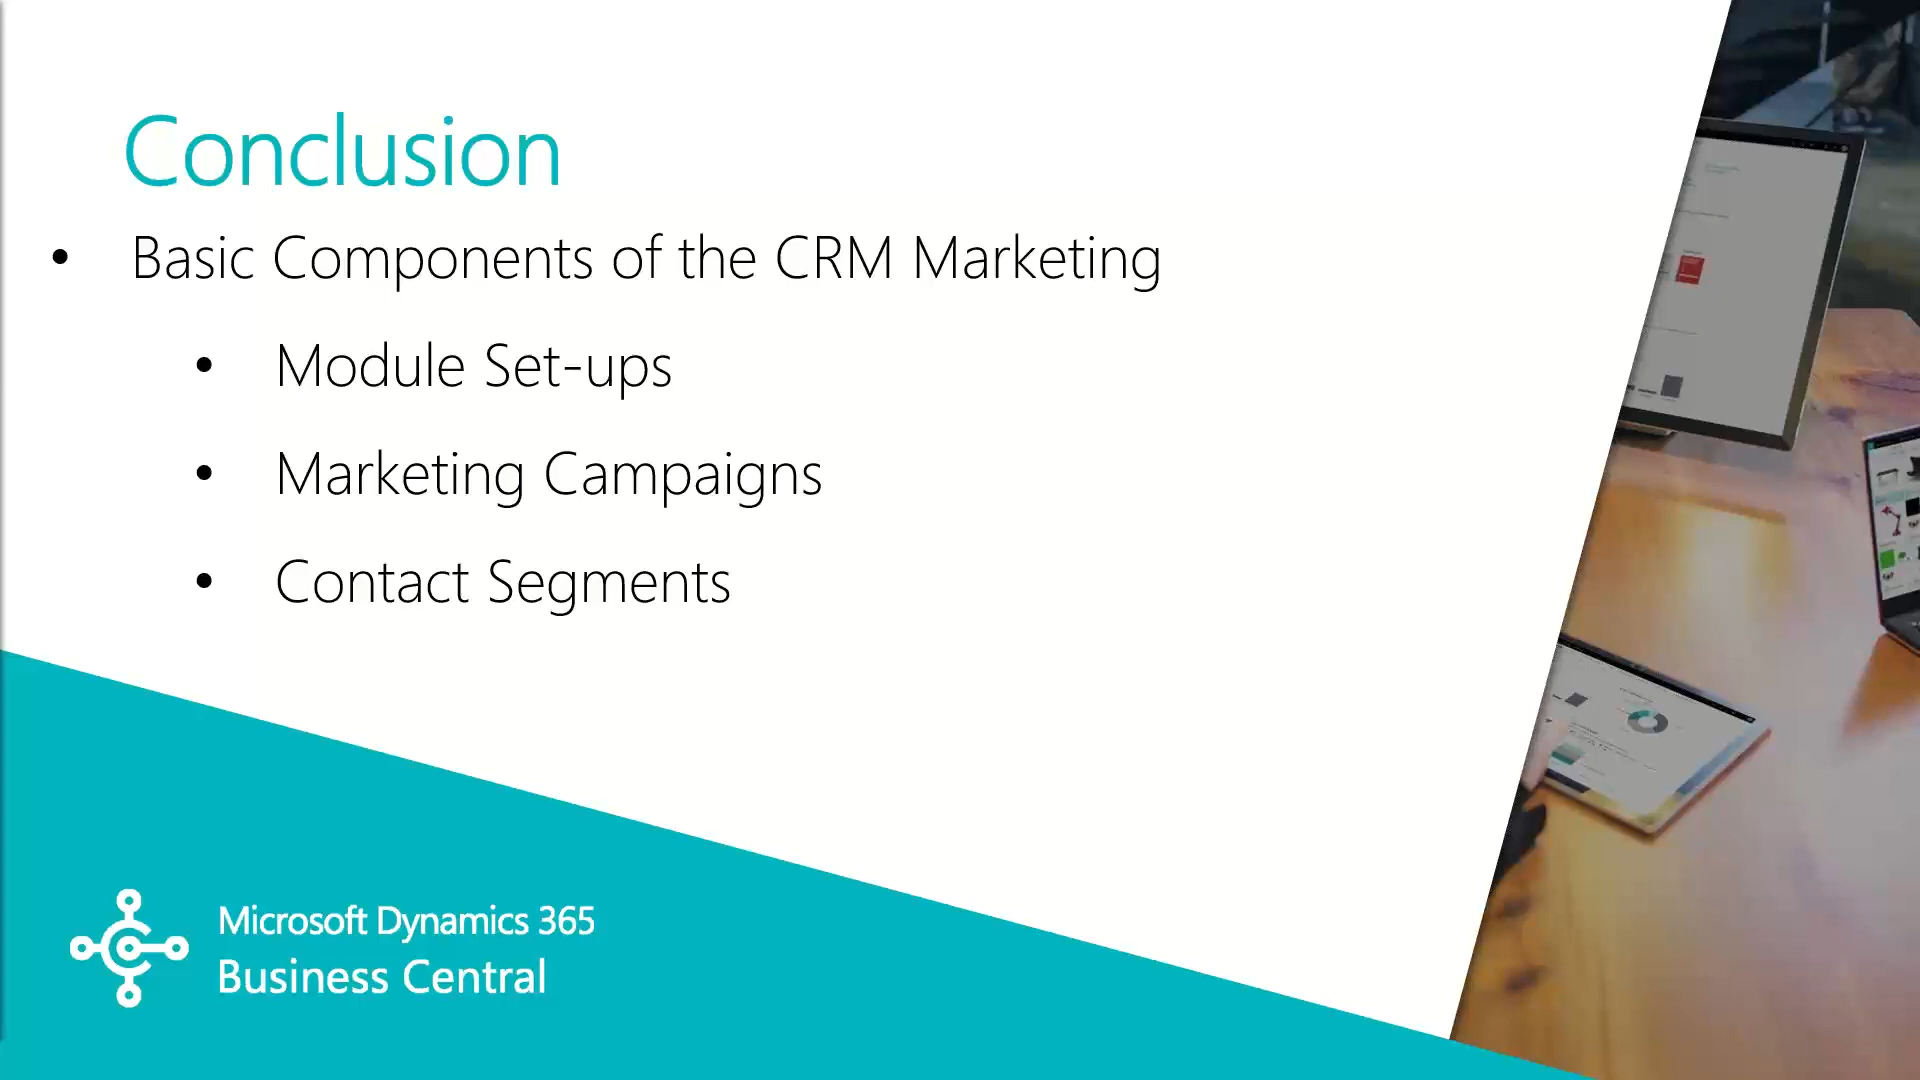 Conclusion
• Basic Components of the CRM Marketing
• Module Set-ups
• Marketing Campaigns
• Contact Segments
Microsoft Dynamics 365
Business Central